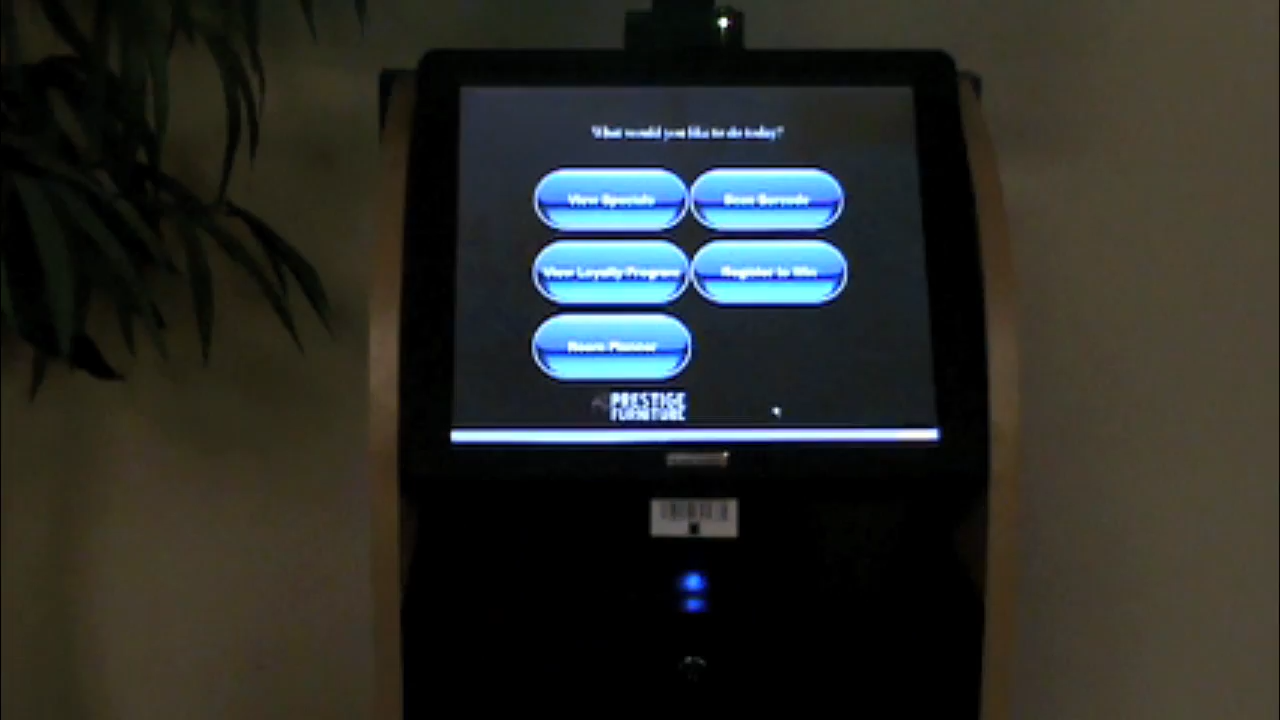 What would you like to do today?
View Specials
Scan Barcode
View Loyalty Program
Register to Win
Room Planner
PRESTIGE
FURNITURE